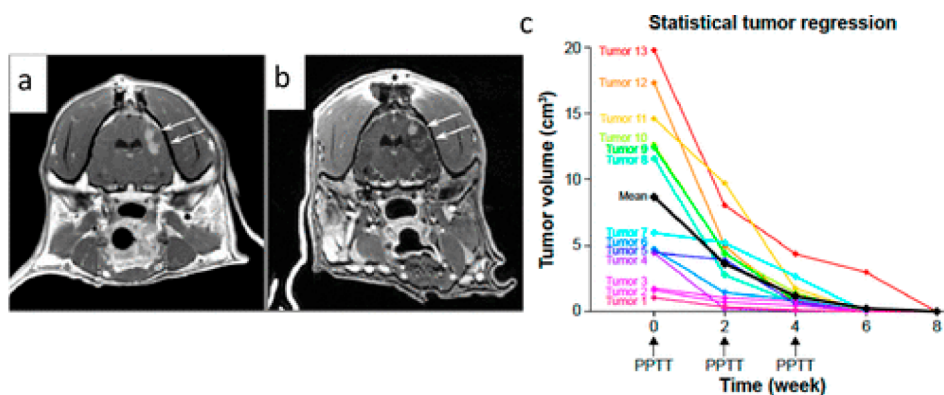 a
b
c
Statistical tumor regression
Tumor volume (cm³)
20
15
10
5
0
Tumor 13
Tumor 12
Tumor 11
Tumor 10
Tumor 9
Tumor 8
Mean
Tumor 7
Tumor 6
Tumor 5
Tumor 4
Tumor 3
Tumor 2
Tumor 1
0 2 4 6 8
PPTT PPTT PPTT
Time (week)